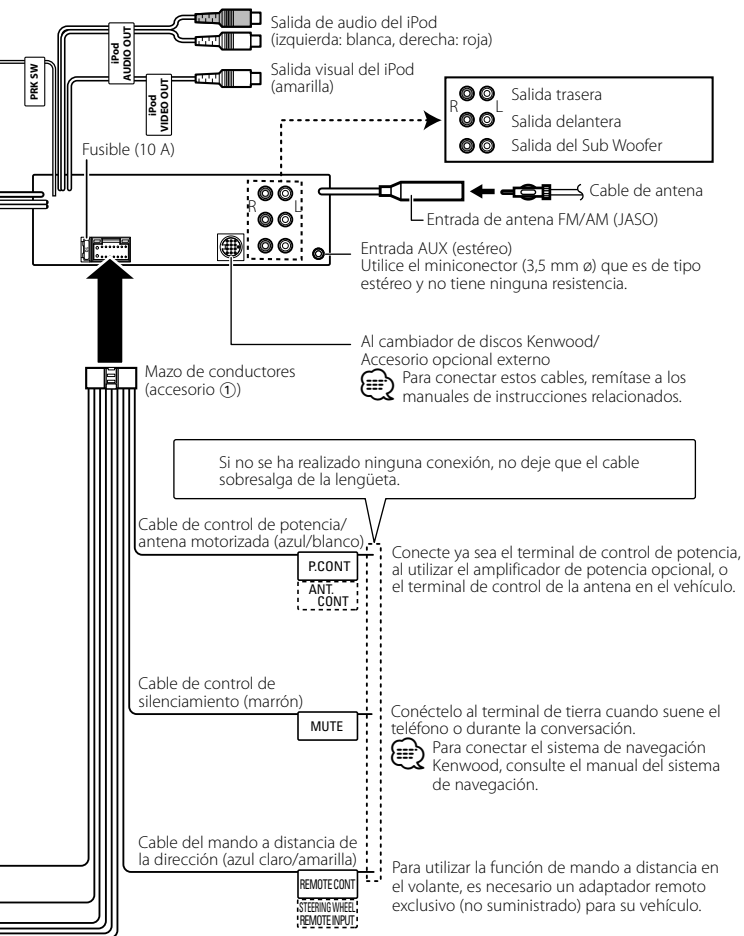 Salida de audio del iPod
(izquierda: blanca, derecha: roja)
iPod
AUDIO OUT
PRK SW
Salida visual del iPod
(amarilla)
iPod
VIDEO OUT
R
L
Salida trasera
Salida delantera
Salida del Sub Woofer
Fusible (10 A)
R
L
Cable de antena
Entrada de antena FM/AM (JASO)
Entrada AUX (estéreo)
Utilice el miniconector (3,5 mm ø) que es de tipo
estéreo y no tiene ninguna resistencia.
Al cambiador de discos Kenwood/
Accesorio opcional externo
Para conectar estos cables, remítase a los
manuales de instrucciones relacionados.
Mazo de conductores
(accesorio ①)
Si no se ha realizado ninguna conexión, no deje que el cable
sobresalga de la lengüeta.
Cable de control de potencia/
antena motorizada (azul/blanco)
P.CONT
ANT.
CONT
Conecte ya sea el terminal de control de potencia,
al utilizar el amplificador de potencia opcional, o
el terminal de control de la antena en el vehículo.
Cable de control de
silenciamiento (marrón)
MUTE
Conéctelo al terminal de tierra cuando suene el
teléfono o durante la conversación.
Para conectar el sistema de navegación
Kenwood, consulte el manual del sistema
de navegación.
Cable del mando a distancia de
la dirección (azul claro/amarilla)
REMOTE CONT
STEERING WHEEL
REMOTE INPUT
Para utilizar la función de mando a distancia en
el volante, es necesario un adaptador remoto
exclusivo (no suministrado) para su vehículo.